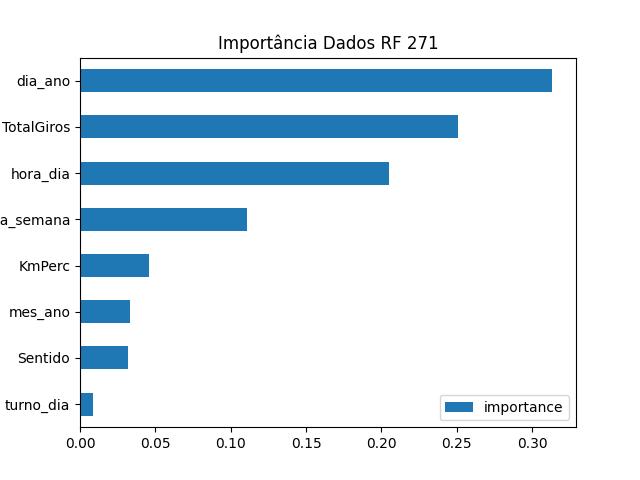 Importância Dados RF 271
dia_ano
TotalGiros
hora_dia
a_semana
KmPerc
mes_ano
Sentido
turno_dia
importance
0.00 0.05 0.10 0.15 0.20 0.25 0.30